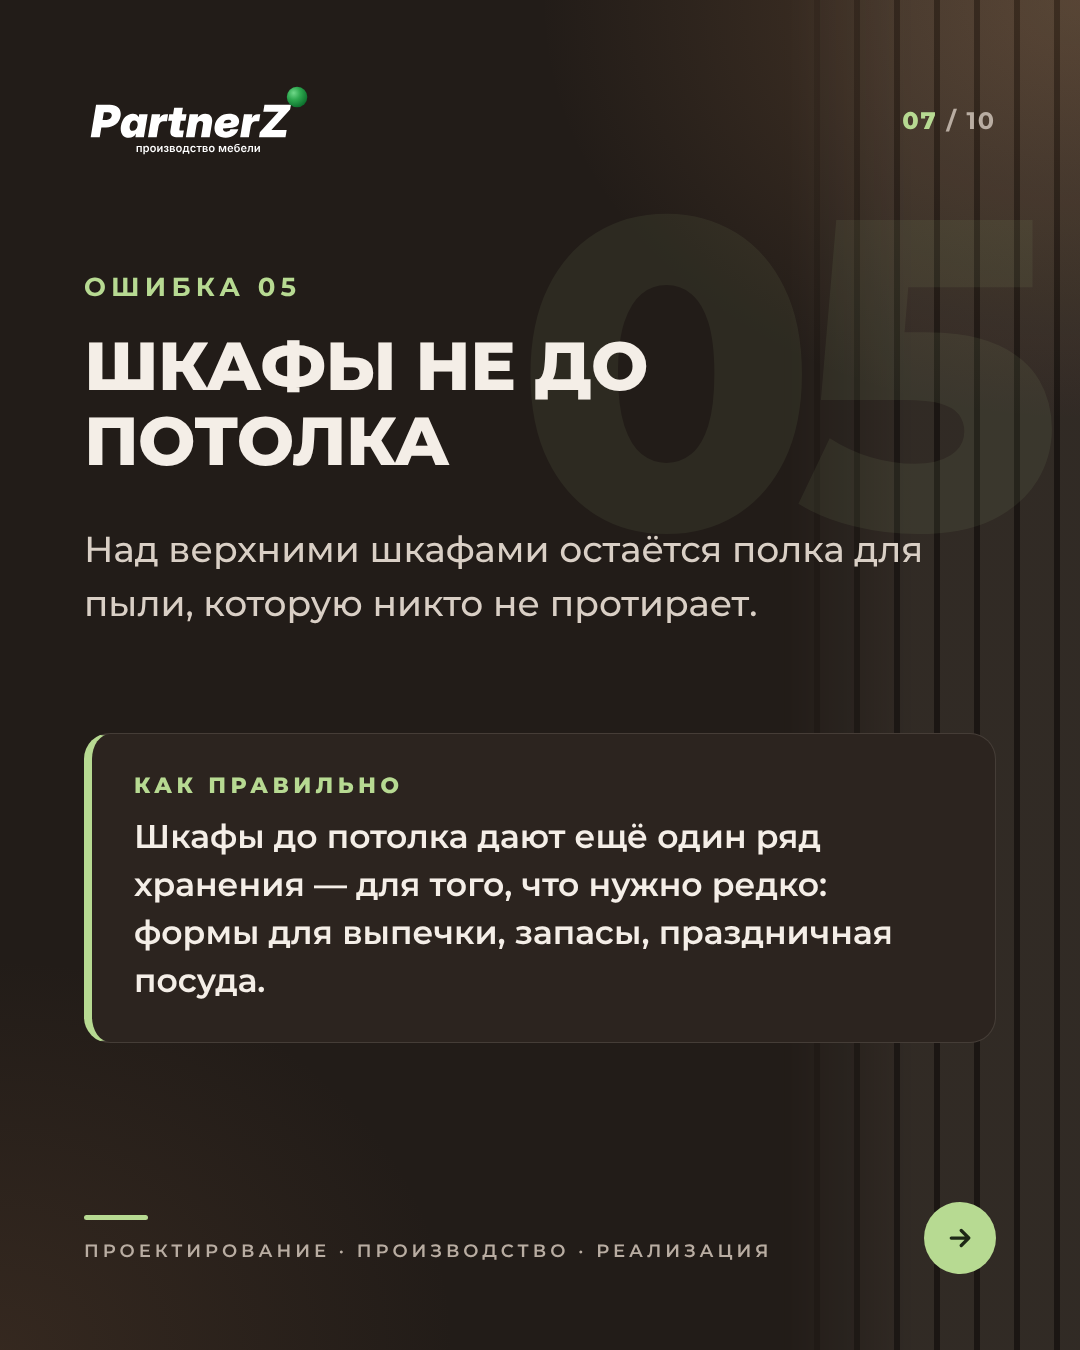 PartnerZ
производство мебели
07 / 10
05
ОШИБКА 05
ШКАФЫ НЕ ДО
ПОТОЛКА
Над верхними шкафами остаётся полка для
пыли, которую никто не протирает.
КАК ПРАВИЛЬНО
Шкафы до потолка дают ещё один ряд
хранения — для того, что нужно редко:
формы для выпечки, запасы, праздничная
посуда.
ПРОЕКТИРОВАНИЕ · ПРОИЗВОДСТВО · РЕАЛИЗАЦИЯ